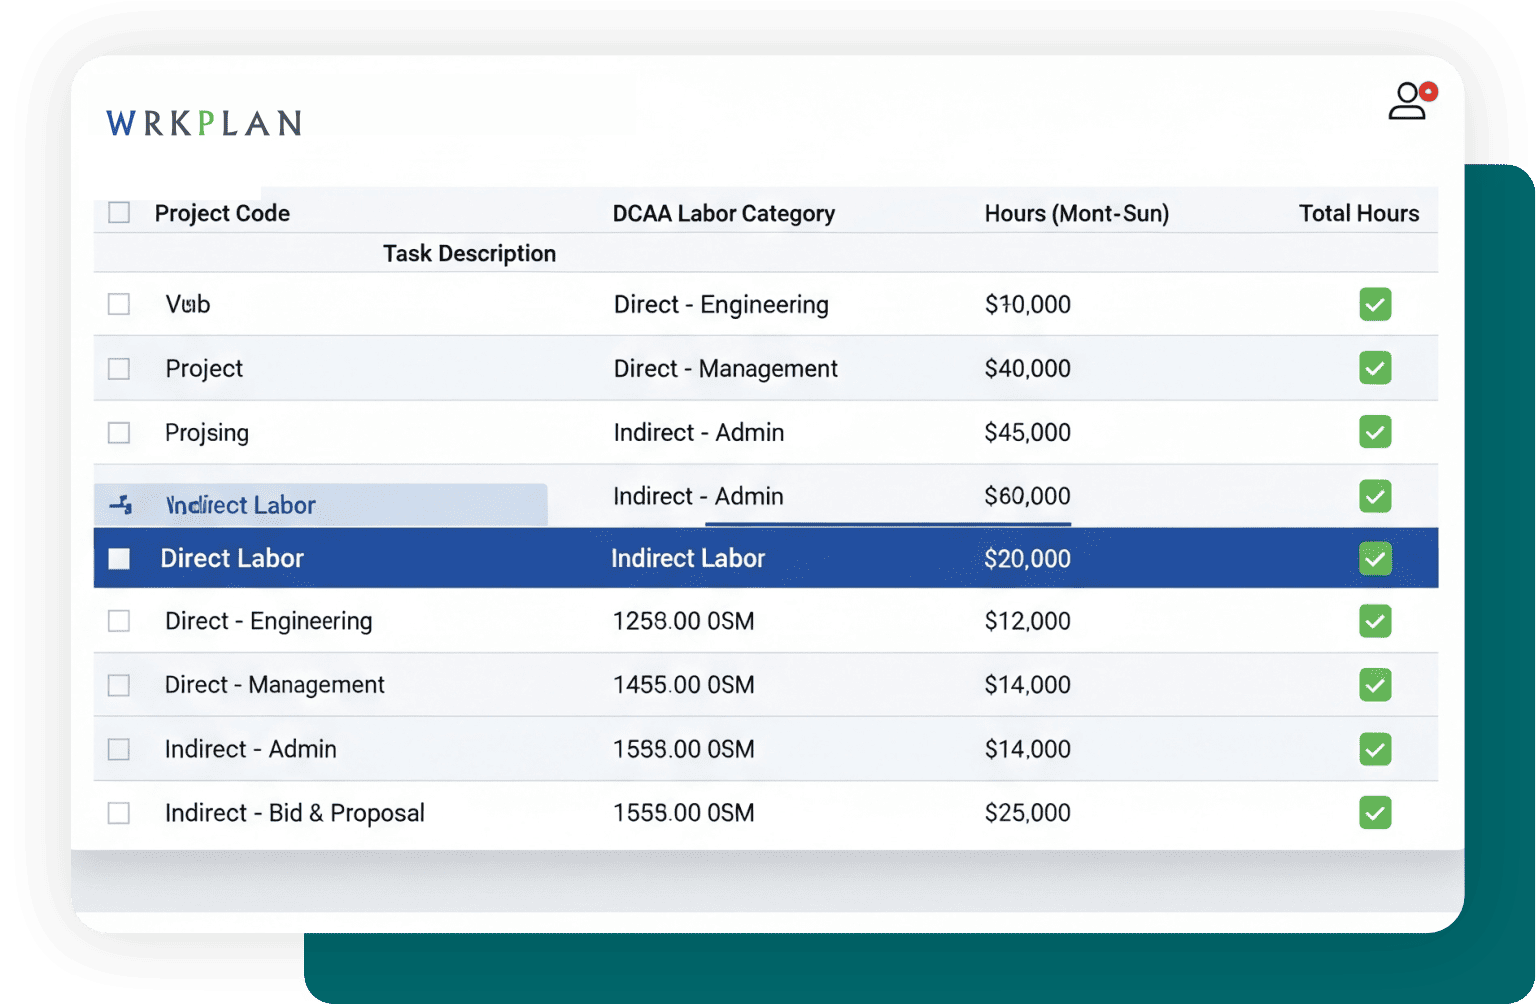 WRKPLAN
Project Code DCAA Labor Category Hours (Mont-Sun) Total Hours
Task Description
Direct - Engineering $10,000
Project Direct - Management $40,000
Projsing Indirect - Admin $45,000
Indirect - Admin $60,000
Indirect Labor
Direct Labor Indirect Labor $20,000
Direct - Engineering 1258.00 0SM $12,000
Direct - Management 1455.00 0SM $14,000
Indirect - Admin 1588.00 0SM $14,000
Indirect - Bid & Proposal 1558.00 0SM $25,000